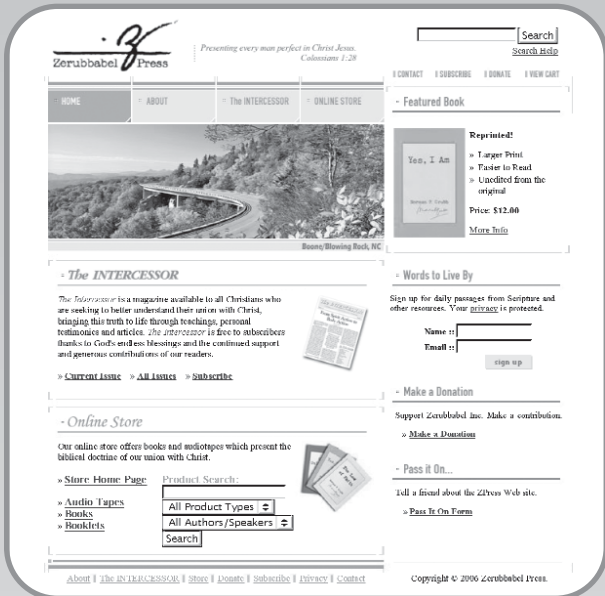 Zerubbabel Press
Presenting every man perfect in Christ Jesus.
Colossians 1:28
Search
Search Help
CONTACT SUBSCRIBE DONATE VIEW CART
HOME
ABOUT
The INTERCESSOR
ONLINE STORE
Boone/Blowing Rock, NC
- Featured Book
Yes, I Am
Reprinted!
» Larger Print
» Easier to Read
» Unedited from the
original
Price: $12.00
More Info
The INTERCESSOR
The Intercessor is a magazine available to all Christians who
are seeking to better understand their union with Christ,
bringing this truth to life through teachings, personal
testimonies and articles. The Intercessor is free to subscribers
thanks to God's endless blessings and the continued support
and generous contributions of our readers.
» Current Issue » All Issues » Subscribe
- Online Store
Our online store offers books and audiotapes which present the
biblical doctrine of our union with Christ.
» Store Home Page
» Audio Tapes
» Books
» Booklets
Product Search:
All Product Types
All Authors/Speakers
Search
- Words to Live By
Sign up for daily passages from Scripture and
other resources. Your privacy is protected.
Name ::
Email ::
sign up
- Make a Donation
Support Zerubbabel Inc. Make a contribution.
» Make a Donation
- Pass it On...
Tell a friend about the ZPress Web site.
» Pass It On Form
About || The INTERCESSOR || Store || Donate || Subscribe || Privacy || Contact
Copyright © 2006 Zerubbabel Press.